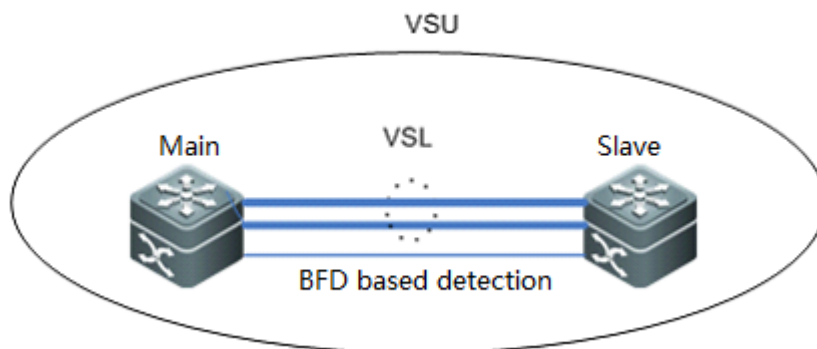 VSU
VSL
Main
Slave
BFD based detection